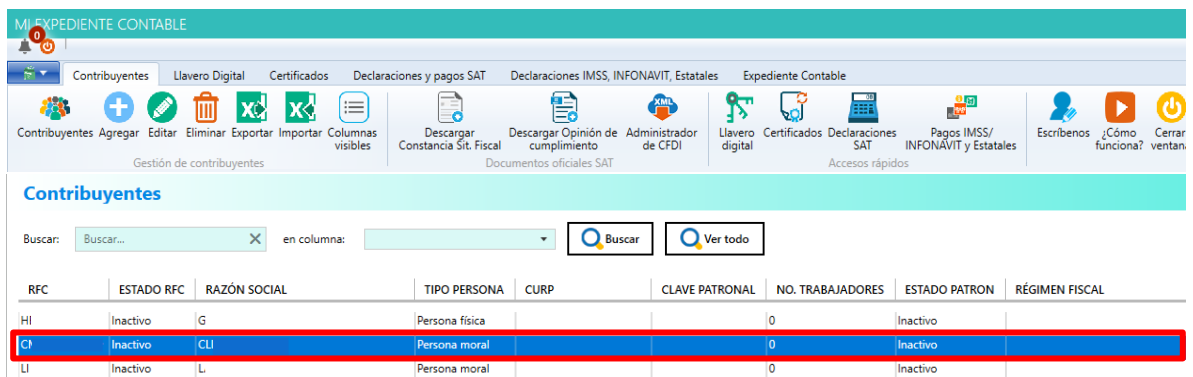 MI EXPEDIENTE CONTABLE
0
Contribuyentes Llavero Digital Certificados Declaraciones y pagos SAT Declaraciones IMSS, INFONAVIT, Estatales Expediente Contable
Contribuyentes Agregar Editar Eliminar Exportar Importar Columnas visibles Descargar Constancia Sit. Fiscal Descargar Opinión de cumplimiento XML Administrador de CFDI Llavero digital Certificados Declaraciones SAT Pagos IMSS/ INFONAVIT y Estatales Escríbenos ¿Cómo funciona? Cerrar ventan
Gestión de contribuyentes Documentos oficiales SAT Accesos rápidos
Contribuyentes
Buscar: Buscar... en columna: Buscar Ver todo
RFC ESTADO RFC RAZÓN SOCIAL TIPO PERSONA CURP CLAVE PATRONAL NO. TRABAJADORES ESTADO PATRON RÉGIMEN FISCAL
HI Inactivo G Persona física 0 Inactivo
Inactivo CLI Persona moral 0 Inactivo
LI Inactivo L. Persona moral 0 Inactivo